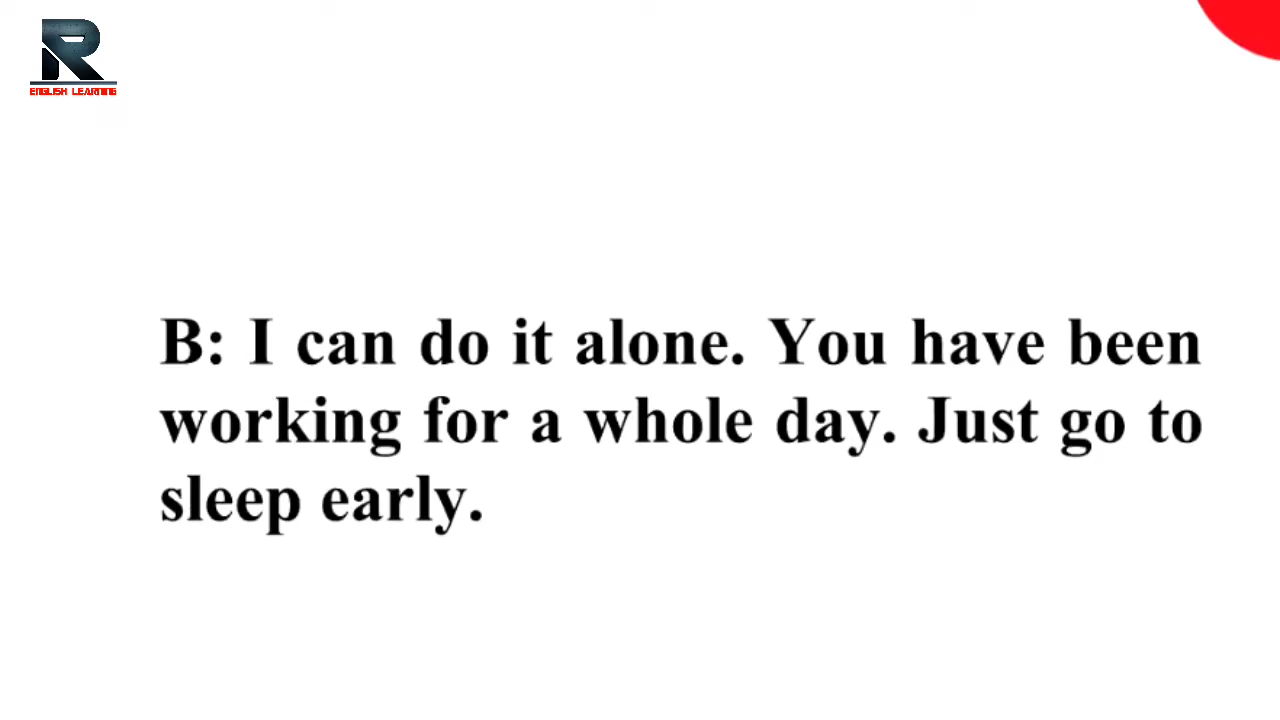 R
ENGLISH LEARNING
B: I can do it alone. You have been
working for a whole day. Just go to
sleep early.